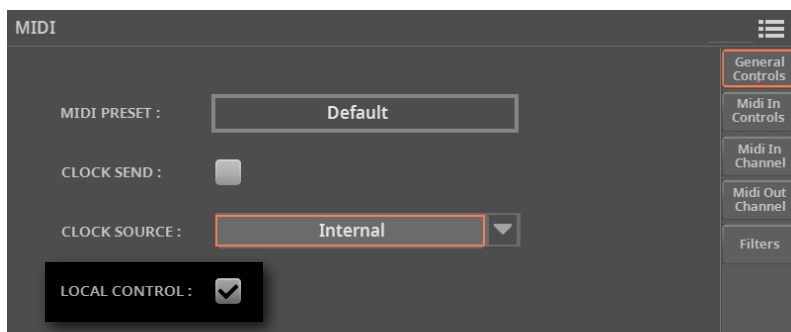 MIDI
General
Controls
MIDI PRESET :
Default
Midi In
Controls
CLOCK SEND :
Midi In
Channel
Midi Out
Channel
CLOCK SOURCE :
Internal
Filters
LOCAL CONTROL :